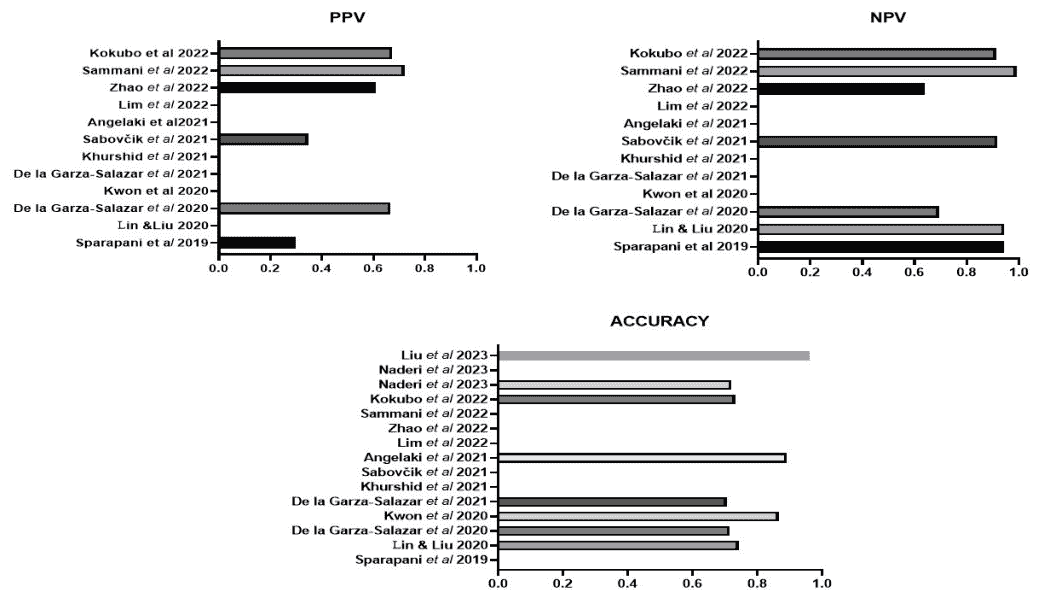 PPV
Kokubo et al 2022
Sammani et al 2022
Zhao et al 2022
Lim et al 2022
Angelaki et al2021
Sabovčik et al 2021
Khurshid et al 2021
De la Garza-Salazar et al 2021
Kwon et al 2020
De la Garza-Salazar et al 2020
Lin &Liu 2020
Sparapani et al 2019
0.0 0.2 0.4 0.6 0.8 1.0
NPV
Kokubo et al 2022
Sammani et al 2022
Zhao et al 2022
Lim et al 2022
Angelaki et al 2021
Sabovčik et al 2021
Khurshid et al 2021
De la Garza-Salazar et al 2021
Kwon et al 2020
De la Garza-Salazar et al 2020
Lin & Liu 2020
Sparapani et al 2019
0.0 0.2 0.4 0.6 0.8 1.0
ACCURACY
Liu et al 2023
Naderi et al 2023
Naderi et al 2023
Kokubo et al 2022
Sammani et al 2022
Zhao et al 2022
Lim et al 2022
Angelaki et al 2021
Sabovčik et al 2021
Khurshid et al 2021
De la Garza-Salazar et al 2021
Kwon et al 2020
De la Garza-Salazar et al 2020
Lin & Liu 2020
Sparapani et al 2019
0.0 0.2 0.4 0.6 0.8 1.0